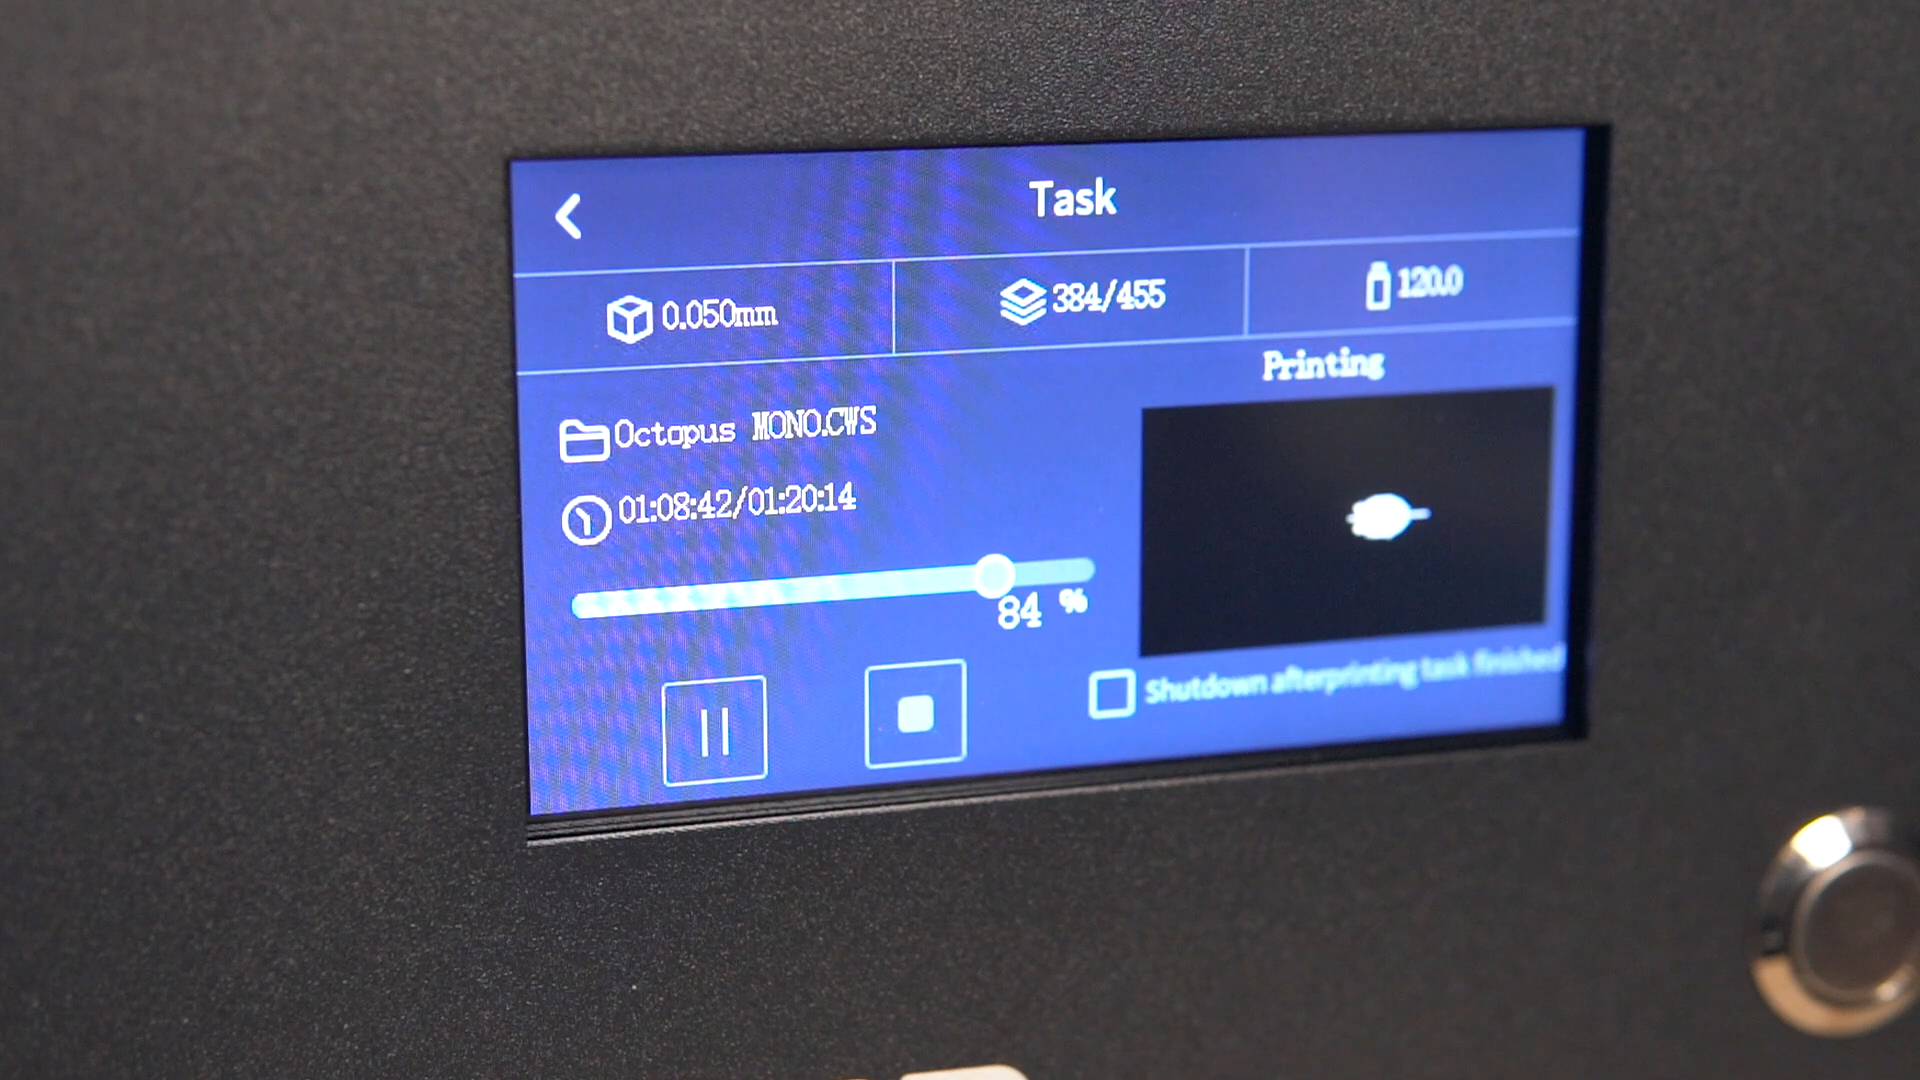 Task
0.050mm
384/455
120.0
Printing
Octopus MONO.CWS
01:08:42/01:20:14
84 %
Shutdown afterprinting task finished